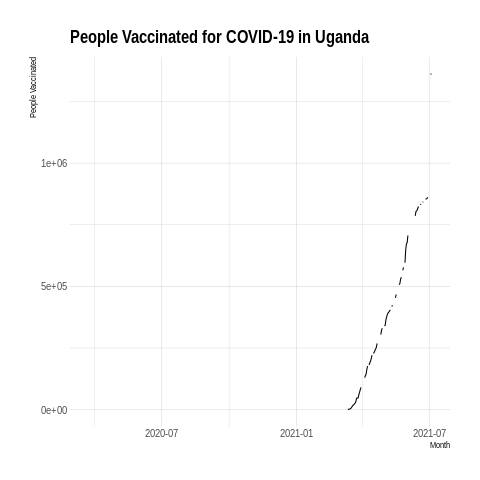 People Vaccinated for COVID-19 in Uganda
People Vaccinated
1e+06
5e+05
0e+00
2020-07 2021-01 2021-07
Month